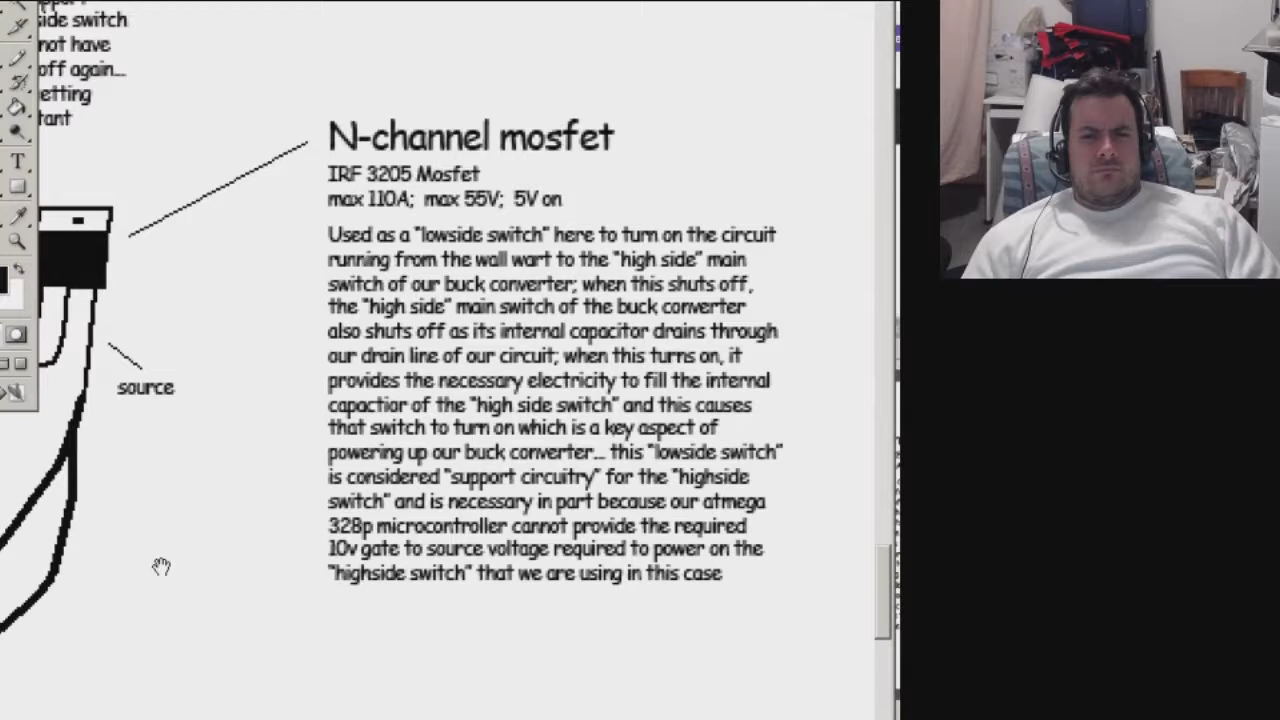 side switch
not have
off again...
etting
tant
N-channel mosfet
IRF 3205 Mosfet
max 110A; max 55V; 5V on
Used as a "lowside switch" here to turn on the circuit
running from the wall wart to the "high side" main
switch of our buck converter; when this shuts off,
the "high side" main switch of the buck converter
also shuts off as its internal capacitor drains through
our drain line of our circuit; when this turns on, it
provides the necessary electricity to fill the internal
capactior of the "high side switch" and this causes
that switch to turn on which is a key aspect of
powering up our buck converter... this "lowside switch"
is considered "support circuitry" for the "highside
switch" and is necessary in part because our atmega
328p microcontroller cannot provide the required
10v gate to source voltage required to power on the
"highside switch" that we are using in this case
source
T